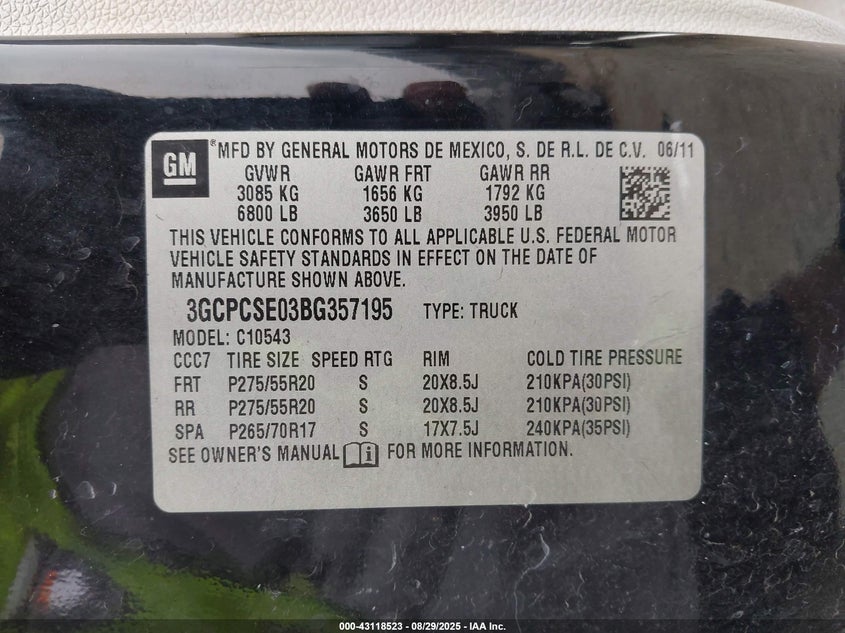 GM ® MFD BY GENERAL MOTORS DE MEXICO, S. DE R.L. DE C.V. 06/11
GVWR GAWR FRT GAWR RR
3085 KG 1656 KG 1792 KG
6800 LB 3650 LB 3950 LB
THIS VEHICLE CONFORMS TO ALL APPLICABLE U.S. FEDERAL MOTOR
VEHICLE SAFETY STANDARDS IN EFFECT ON THE DATE OF
MANUFACTURE SHOWN ABOVE.
3GCPCSE03BG357195 TYPE: TRUCK
MODEL: C10543
CCC7 TIRE SIZE SPEED RTG RIM COLD TIRE PRESSURE
FRT P275/55R20 S 20X8.5J 210KPA(30PSI)
RR P275/55R20 S 20X8.5J 210KPA(30PSI)
SPA P265/70R17 S 17X7.5J 240KPA(35PSI)
SEE OWNER'S MANUAL i FOR MORE INFORMATION.
000-43118523 - 08/29/2025 - IAA Inc.